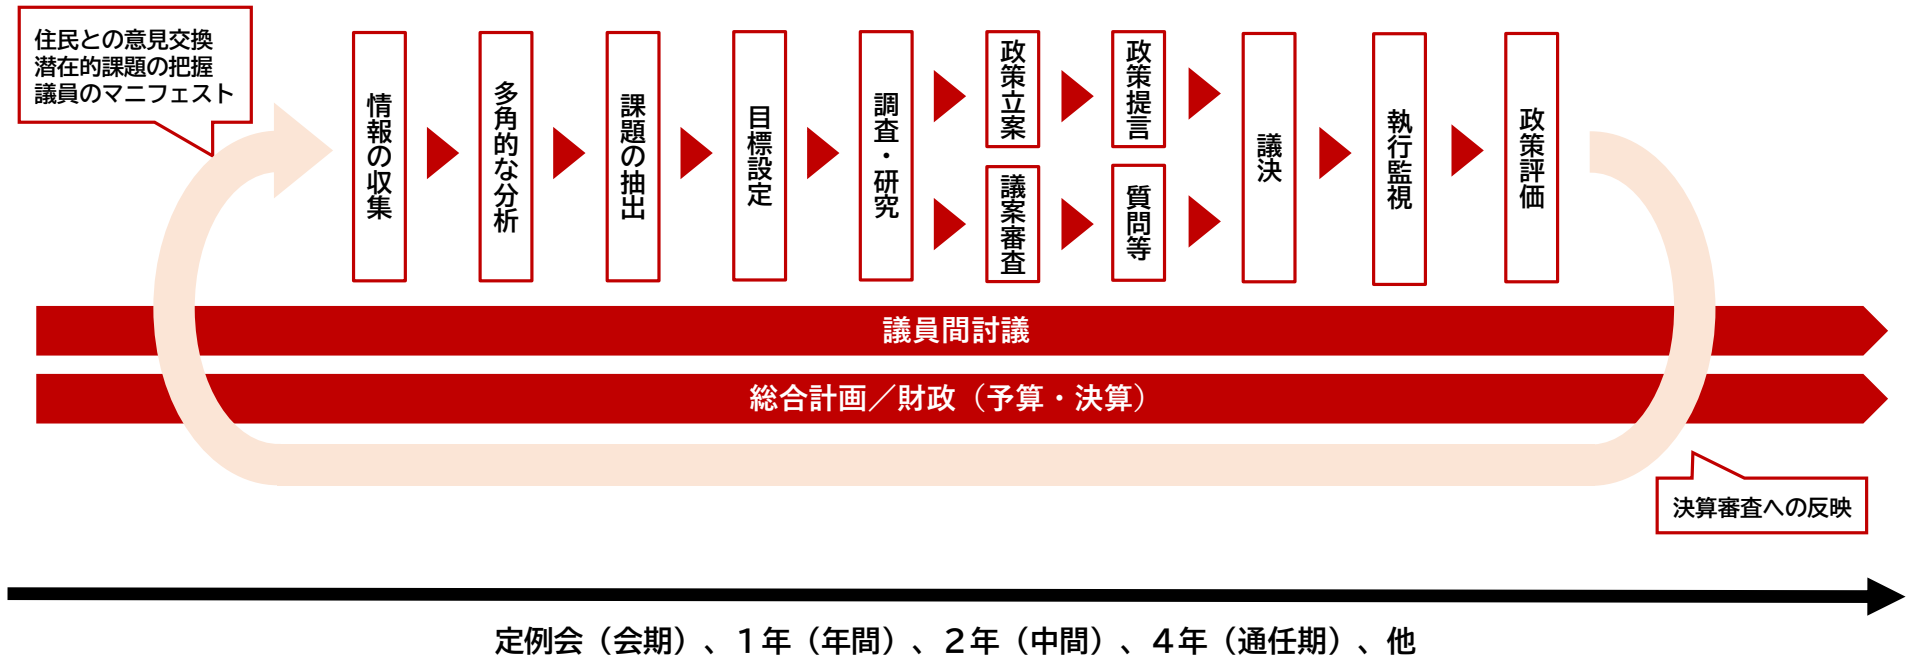 住民との意見交換
潜在的課題の把握
議員のマニフェスト
情報の収集
多角的な分析
課題の抽出
目標設定
調査・研究
政策立案
政策提言
議案審査
質問等
議決
執行監視
政策評価
議員間討議
総合計画／財政（予算・決算）
決算審査への反映
定例会（会期）、１年（年間）、２年（中間）、４年（通任期）、他